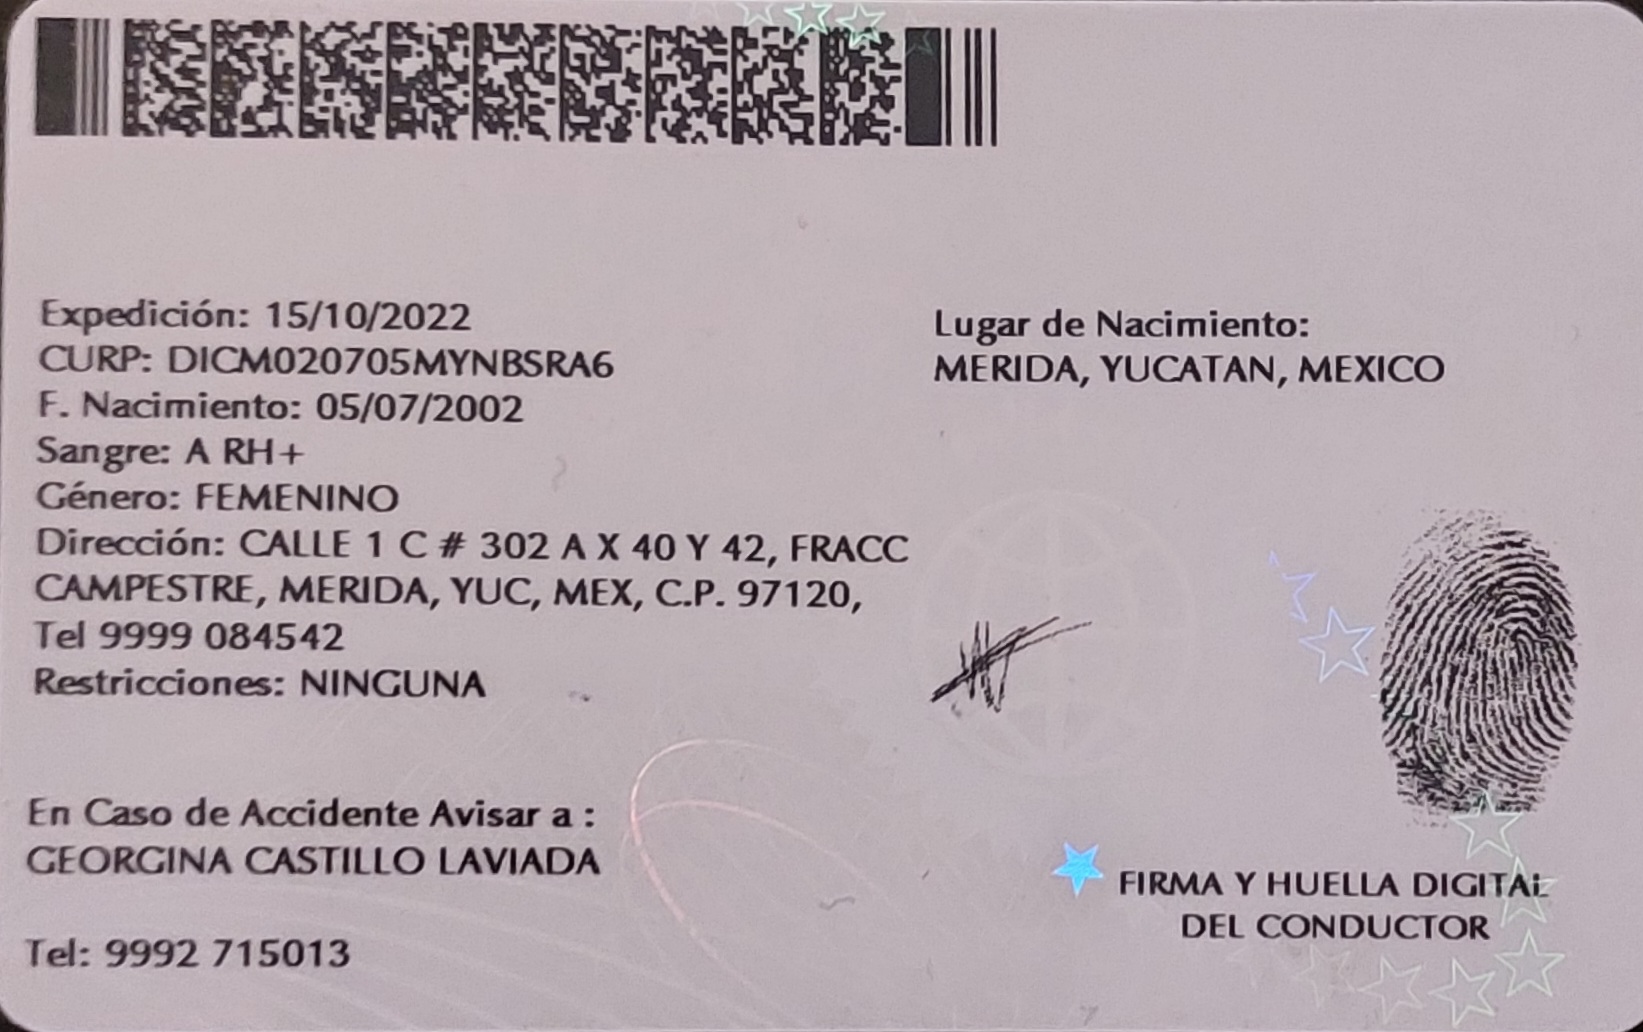 Expedición: 15/10/2022
CURP: DICM020705MYNBSRA6
F. Nacimiento: 05/07/2002
Sangre: A RH+
Género: FEMENINO
Dirección: CALLE 1 C # 302 A X 40 Y 42, FRACC
CAMPESTRE, MERIDA, YUC, MEX, C.P. 97120,
Tel 9999 084542
Restricciones: NINGUNA
En Caso de Accidente Avisar a :
GEORGINA CASTILLO LAVIADA
Tel: 9992 715013
Lugar de Nacimiento:
MERIDA, YUCATAN, MEXICO
FIRMA Y HUELLA DIGITAL
DEL CONDUCTOR